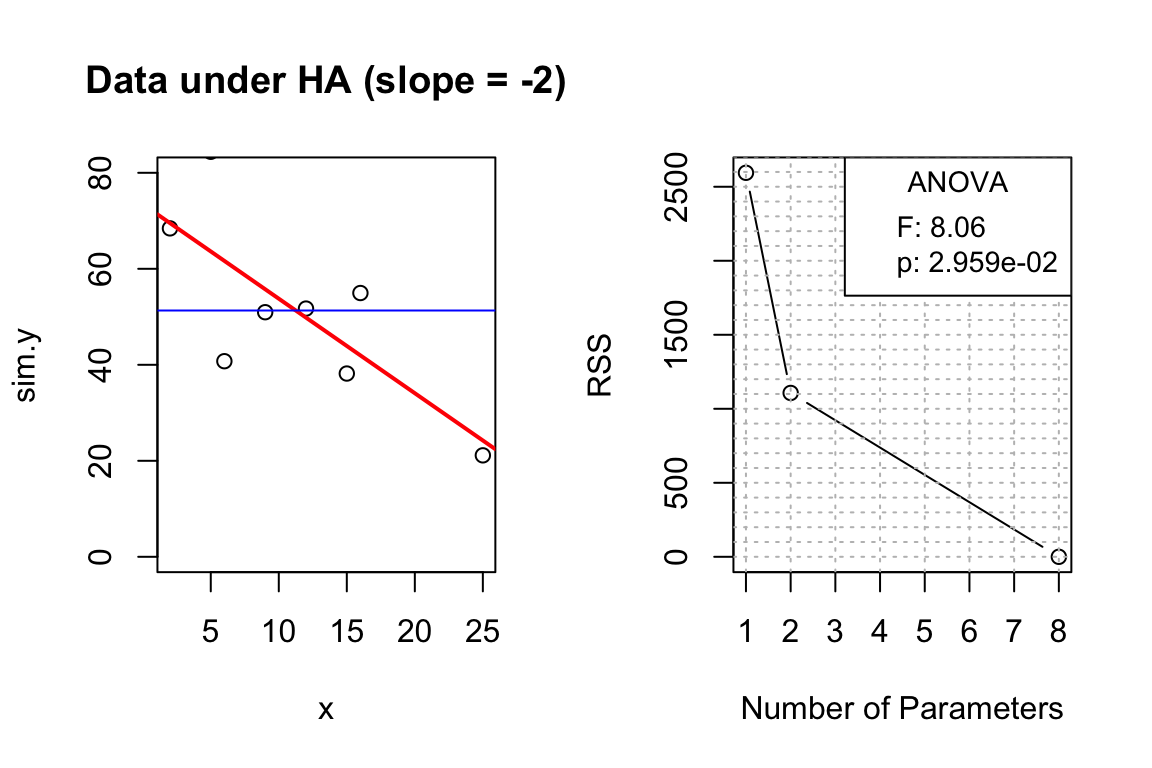 Data under HA (slope = -2)
sim.y
80
60
40
20
0
5 10 15 20 25
x
RSS
2500
1500
500
0
ANOVA
F: 8.06
p: 2.959e-02
1 2 3 4 5 6 7 8
Number of Parameters